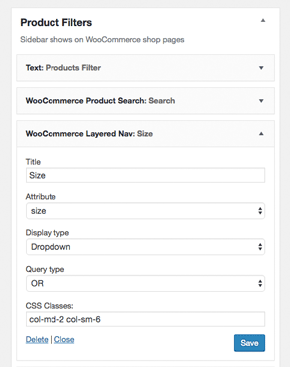 Product Filters
Sidebar shows on WooCommerce shop pages
Text: Products Filter
WooCommerce Product Search: Search
WooCommerce Layered Nav: Size
Title
Size
Attribute
size
Display type
Dropdown
Query type
OR
CSS Classes:
col-md-2 col-sm-6
Delete | Close
Save